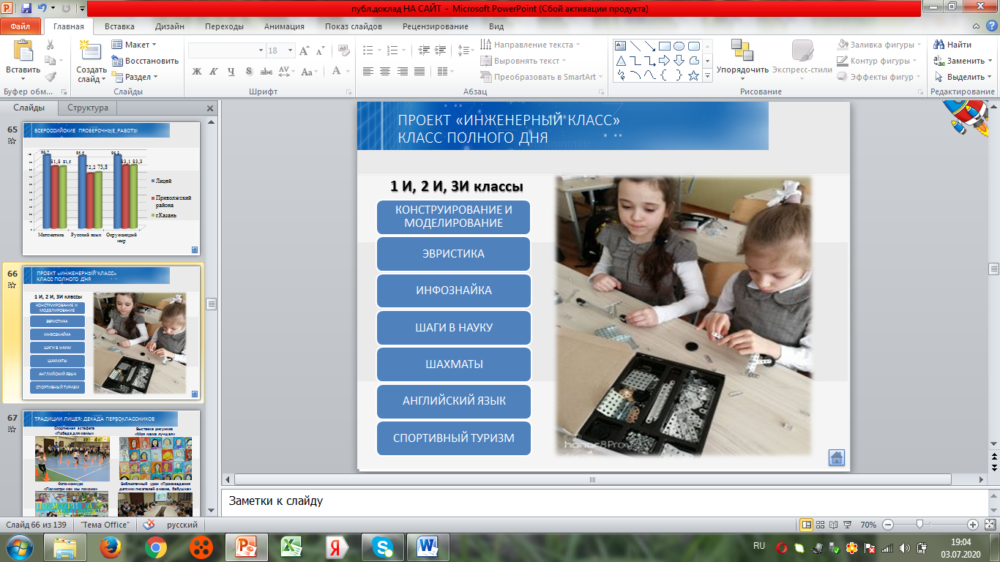 публ.доклад НА САЙТ - Microsoft PowerPoint (Сбой активации продукта)
Файл Главная Вставка Дизайн Переходы Анимация Показ слайдов Рецензирование Вид
Вставить
Буфер обм...
Создать слайд
Макет
Восстановить
Раздел
Слайды
18
Ж К Ч S abc AV Aa А
Шрифт
Направление текста
Выровнять текст
Преобразовать в SmartArt
Абзац
Упорядочить
Экспресс-стили
Заливка фигуры
Контур фигуры
Эффекты фигур
Рисование
Найти
Заменить
Выделить
Редактирование
Слайды Структура
65
ВСЕРОССИЙСКИЕ ПРОВЕРОЧНЫЕ РАБОТЫ
96,7 81,8 81,5
95,5 72,2 73,8
96,3 83,1 83,3
Математика Русский язык Окружающий мир
Лицей
Приволжский района
г.Казань
66
ПРОЕКТ «ИНЖЕНЕРНЫЙ КЛАСС»
КЛАСС ПОЛНОГО ДНЯ
1 И, 2 И, 3И классы
КОНСТРУИРОВАНИЕ И
МОДЕЛИРОВАНИЕ
ЭВРИСТИКА
ИНФОЗНАЙКА
ШАГИ В НАУКУ
ШАХМАТЫ
АНГЛИЙСКИЙ ЯЗЫК
СПОРТИВНЫЙ ТУРИЗМ
67
ТРАДИЦИИ ЛИЦЕЯ: ДЕКАДА ПЕРВОКЛАССНИКОВ
Спортивная эстафета
«Победа для мамы»
Выставка рисунков
«Моя мама лучшая»
Фото-конкурс
«Посмотри как мы похожи»
Библиотечный урок «Произведения
детских писателей о маме, бабушке»
ПРОЕКТ «ИНЖЕНЕРНЫЙ КЛАСС»
КЛАСС ПОЛНОГО ДНЯ
1 И, 2 И, 3И классы
КОНСТРУИРОВАНИЕ И
МОДЕЛИРОВАНИЕ
ЭВРИСТИКА
ИНФОЗНАЙКА
ШАГИ В НАУКУ
ШАХМАТЫ
АНГЛИЙСКИЙ ЯЗЫК
СПОРТИВНЫЙ ТУРИЗМ
Заметки к слайду
Слайд 66 из 139 "Тема Office" русский 70%
RU 19:04
03.07.2020